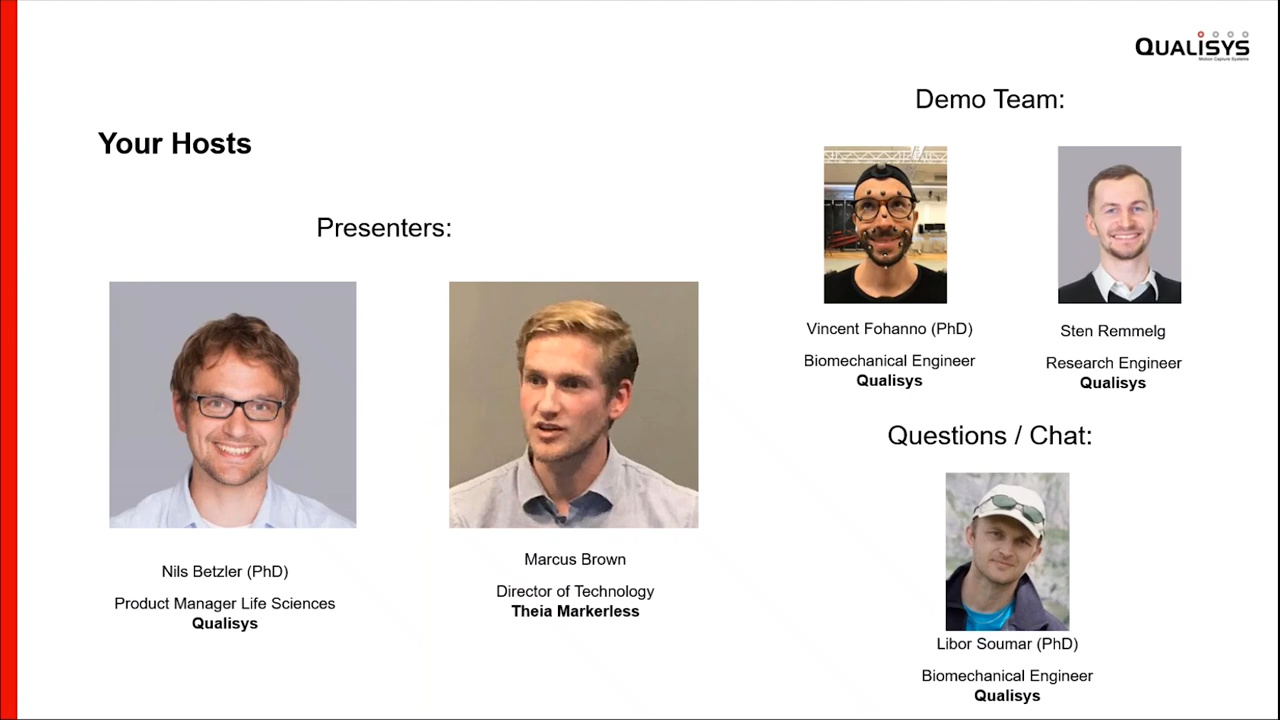 QUALISYS
Motion Capture Systems
Demo Team:
Your Hosts
Presenters:
Vincent Fohanno (PhD)
Biomechanical Engineer
Qualisys
Sten Remmelg
Research Engineer
Qualisys
Questions / Chat:
Nils Betzler (PhD)
Product Manager Life Sciences
Qualisys
Marcus Brown
Director of Technology
Theia Markerless
Libor Soumar (PhD)
Biomechanical Engineer
Qualisys